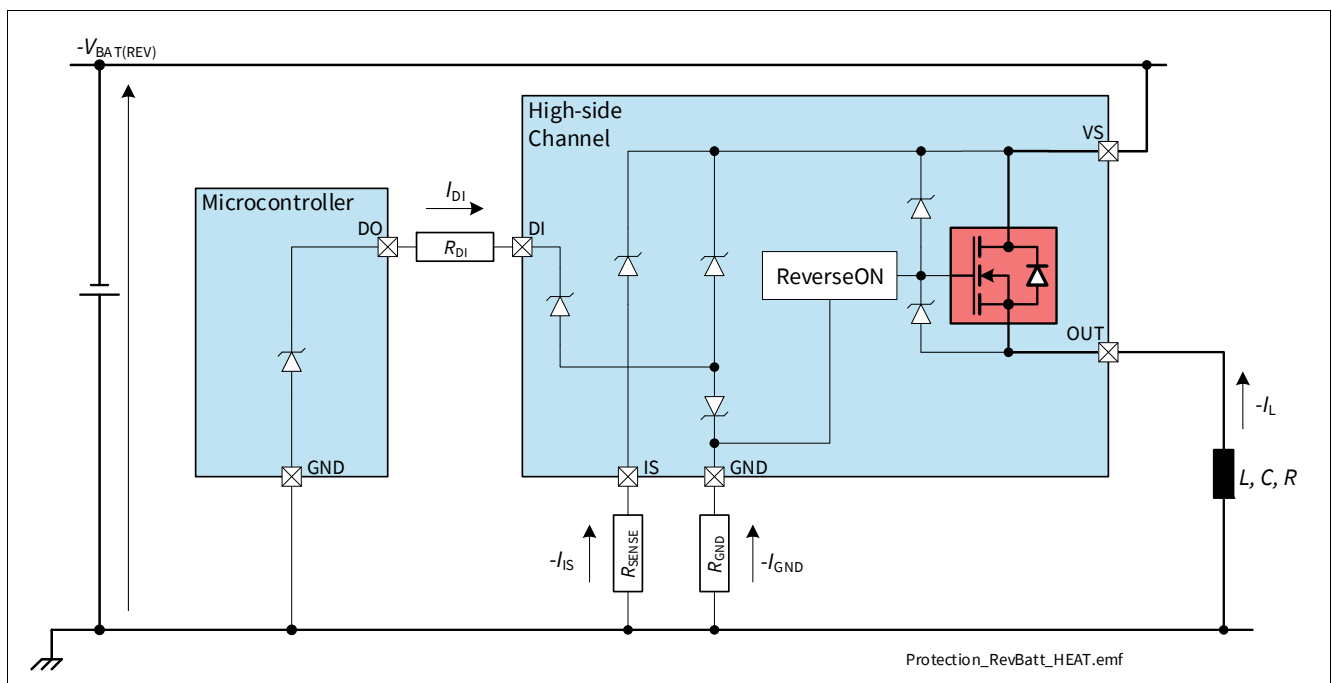 -VBAT(REV)
High-side
Channel
VS
Microcontroller
IDI
DO
RDI
DI
ReverseON
OUT
-IL
GND
IS
GND
L, C, R
-IIS
RSENSE
RGND
-IGND
Protection_RevBatt_HEAT.emf